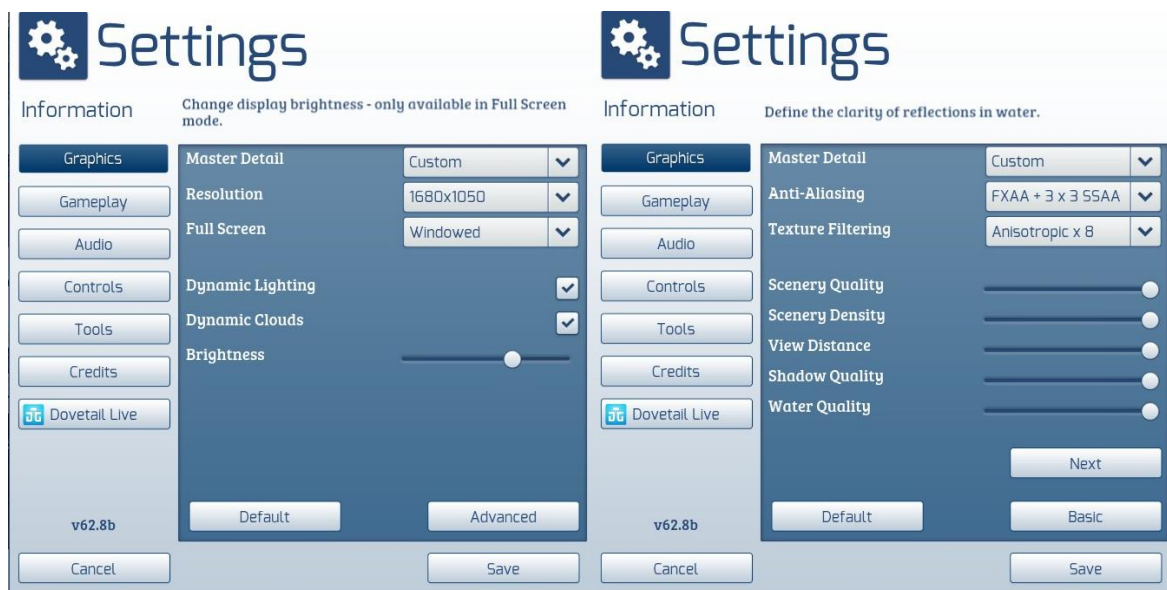 Settings
Information
Change display brightness - only available in Full Screen
mode.
Graphics
Gameplay
Audio
Controls
Tools
Credits
Dovetail Live
v62.8b
Cancel
Master Detail Custom
Resolution 1680x1050
Full Screen Windowed
Dynamic Lighting
Dynamic Clouds
Brightness
Default Advanced
Save
Settings
Information
Define the clarity of reflections in water.
Graphics
Gameplay
Audio
Controls
Tools
Credits
Dovetail Live
v62.8b
Cancel
Master Detail Custom
Anti-Aliasing FXAA + 3 x 3 SSAA
Texture Filtering Anisotropic x 8
Scenery Quality
Scenery Density
View Distance
Shadow Quality
Water Quality
Next
Default Basic
Save